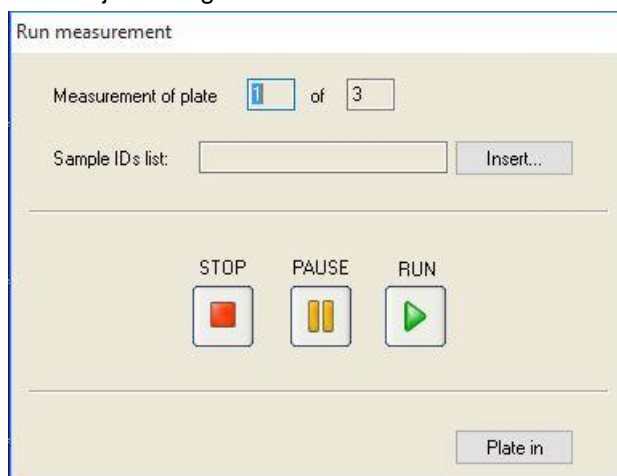 Run measurement
Measurement of plate 1 of 3
Sample IDs list: Insert...
STOP PAUSE RUN
Plate in